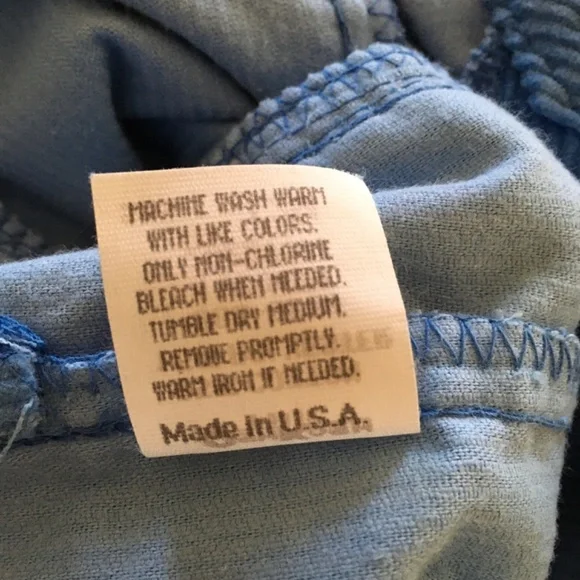 MACHINE WASH WARM
WITH LIKE COLORS.
ONLY NON-CHLORINE
BLEACH WHEN NEEDED.
TUMBLE DRY MEDIUM.
REMOVE PROMPTLY.
WARM IRON IF NEEDED.
Made in U.S.A.